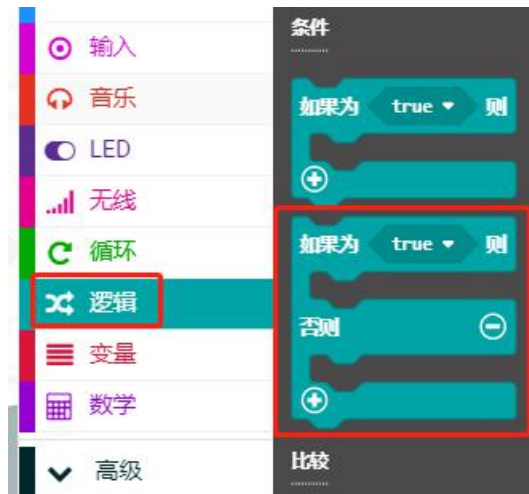 输入
音乐
LED
无线
循环
逻辑
变量
数学
高级
条件
如果为 true 则
如果为 true 则
否则
比较